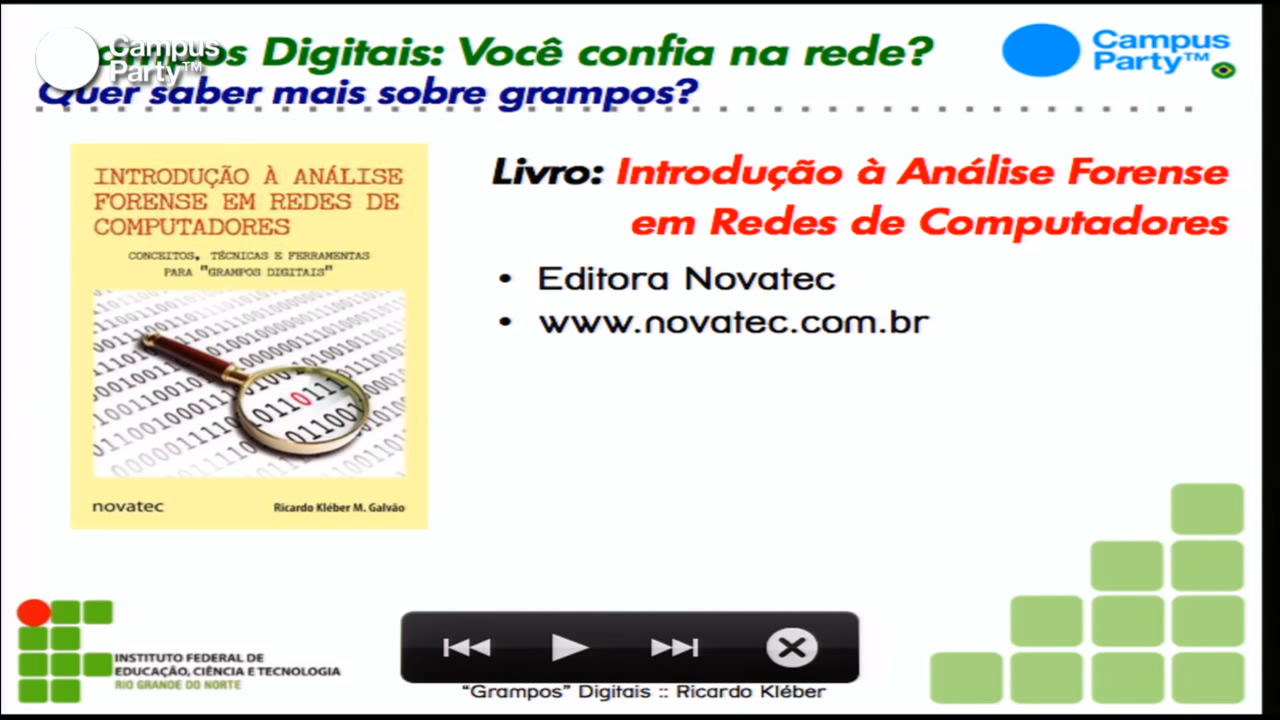 Digitais: Você confia na rede?
Campus
Party™
Campus
Party™
Quer saber mais sobre grampos?
INTRODUÇÃO À ANÁLISE
FORENSE EM REDES DE
COMPUTADORES
CONCEITOS, TÉCNICAS E FERRAMENTAS
PARA "GRAMPOS DIGITAIS"
novatec
Ricardo Kléber M. Galvão
Livro: Introdução à Análise Forense
em Redes de Computadores
• Editora Novatec
• www.novatec.com.br
INSTITUTO FEDERAL DE
EDUCAÇÃO, CIÊNCIA E TECNOLOGIA
RIO GRANDE DO NORTE
“Grampos” Digitais :: Ricardo Kléber